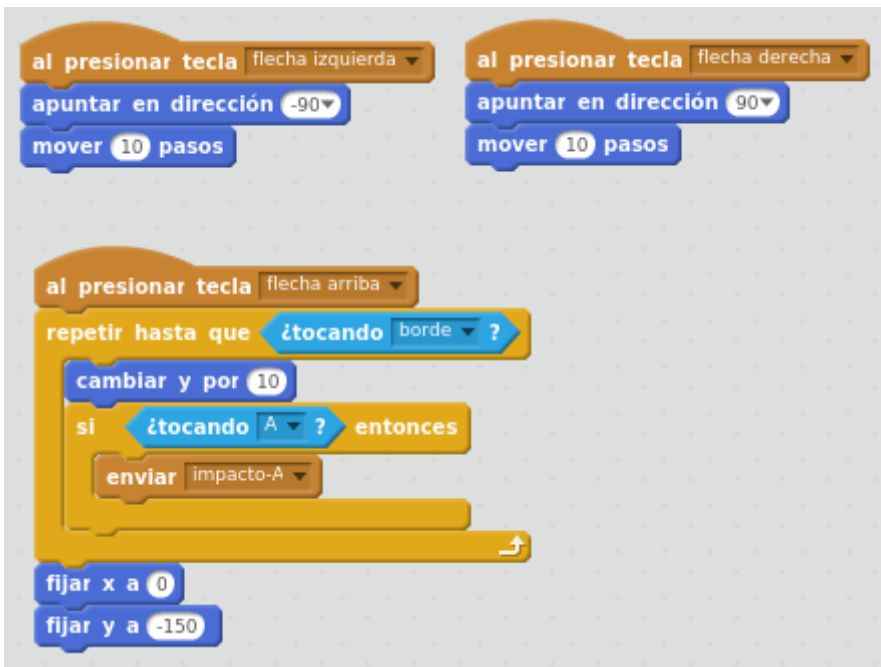 al presionar tecla flecha izquierda
apuntar en dirección -90
mover 10 pasos
al presionar tecla flecha derecha
apuntar en dirección 90
mover 10 pasos
al presionar tecla flecha arriba
repetir hasta que ¿tocando borde ?
cambiar y por 10
si ¿tocando A ? entonces
enviar impacto-A
fijar x a 0
fijar y a -150